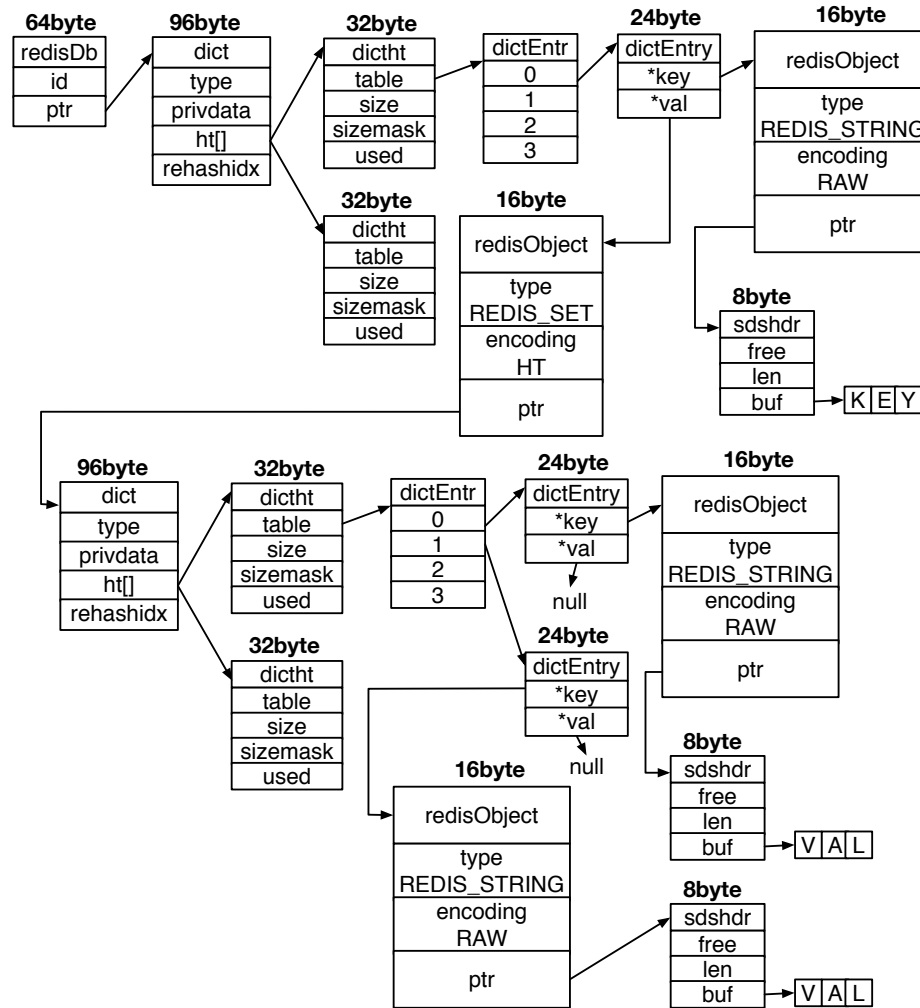 64byte
redisDb
id
ptr
96byte
dict
type
privdata
ht[]
rehashidx
32byte
dictht
table
size
sizemask
used
dictEntr
0
1
2
3
24byte
dictEntry
*key
*val
16byte
redisObject
type
REDIS_STRING
encoding
RAW
ptr
32byte
dictht
table
size
sizemask
used
16byte
redisObject
type
REDIS_SET
encoding
HT
ptr
8byte
sdshdr
free
len
buf
K E Y
96byte
dict
type
privdata
ht[]
rehashidx
32byte
dictht
table
size
sizemask
used
dictEntr
0
1
2
3
24byte
dictEntry
*key
*val
null
16byte
redisObject
type
REDIS_STRING
encoding
RAW
ptr
32byte
dictht
table
size
sizemask
used
24byte
dictEntry
*key
*val
null
8byte
sdshdr
free
len
buf
V A L
16byte
redisObject
type
REDIS_STRING
encoding
RAW
ptr
8byte
sdshdr
free
len
buf
V A L